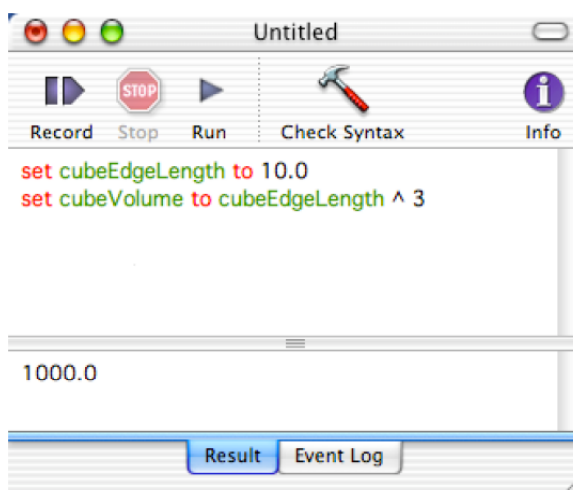 Untitled
STOP
Record Stop Run Check Syntax Info
set cubeEdgeLength to 10.0
set cubeVolume to cubeEdgeLength ^ 3
1000.0
Result Event Log